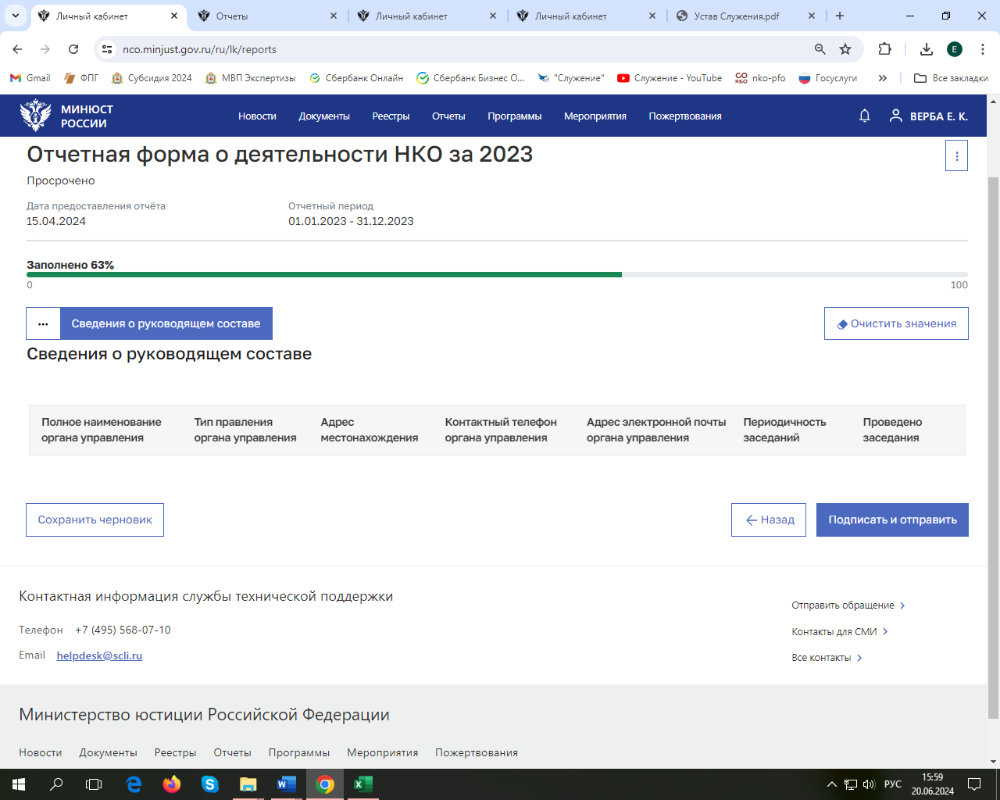 Личный кабинет
Отчеты
Личный кабинет
Личный кабинет
Устав Служения.pdf
nco.minjust.gov.ru/ru/lk/reports
E
Gmail
ФПГ
Субсидия 2024
МВП Экспертизы
Сбербанк Онлайн
Сбербанк Бизнес О...
"Служение"
Служение - YouTube
nko-pfo
Госуслуги
Все закладки
МИНЮСТ
РОССИИ
Новости
Документы
Реестры
Отчеты
Программы
Мероприятия
Пожертвования
ВЕРБА Е. К.
Отчетная форма о деятельности НКО за 2023
Просрочено
Дата предоставления отчёта
15.04.2024
Отчетный период
01.01.2023 - 31.12.2023
Заполнено 63%
0
100
...
Сведения о руководящем составе
Очистить значения
Сведения о руководящем составе
Полное наименование
органа управления
Тип правления
органа управления
Адрес
местонахождения
Контактный телефон
органа управления
Адрес электронной почты
органа управления
Периодичность
заседаний
Проведено
заседания
Сохранить черновик
Назад
Подписать и отправить
Контактная информация службы технической поддержки
Телефон +7 (495) 568-07-10
Email helpdesk@scli.ru
Отправить обращение
Контакты для СМИ
Все контакты
Министерство юстиции Российской Федерации
Новости
Документы
Реестры
Отчеты
Программы
Мероприятия
Пожертвования
РУС
15:59
20.06.2024